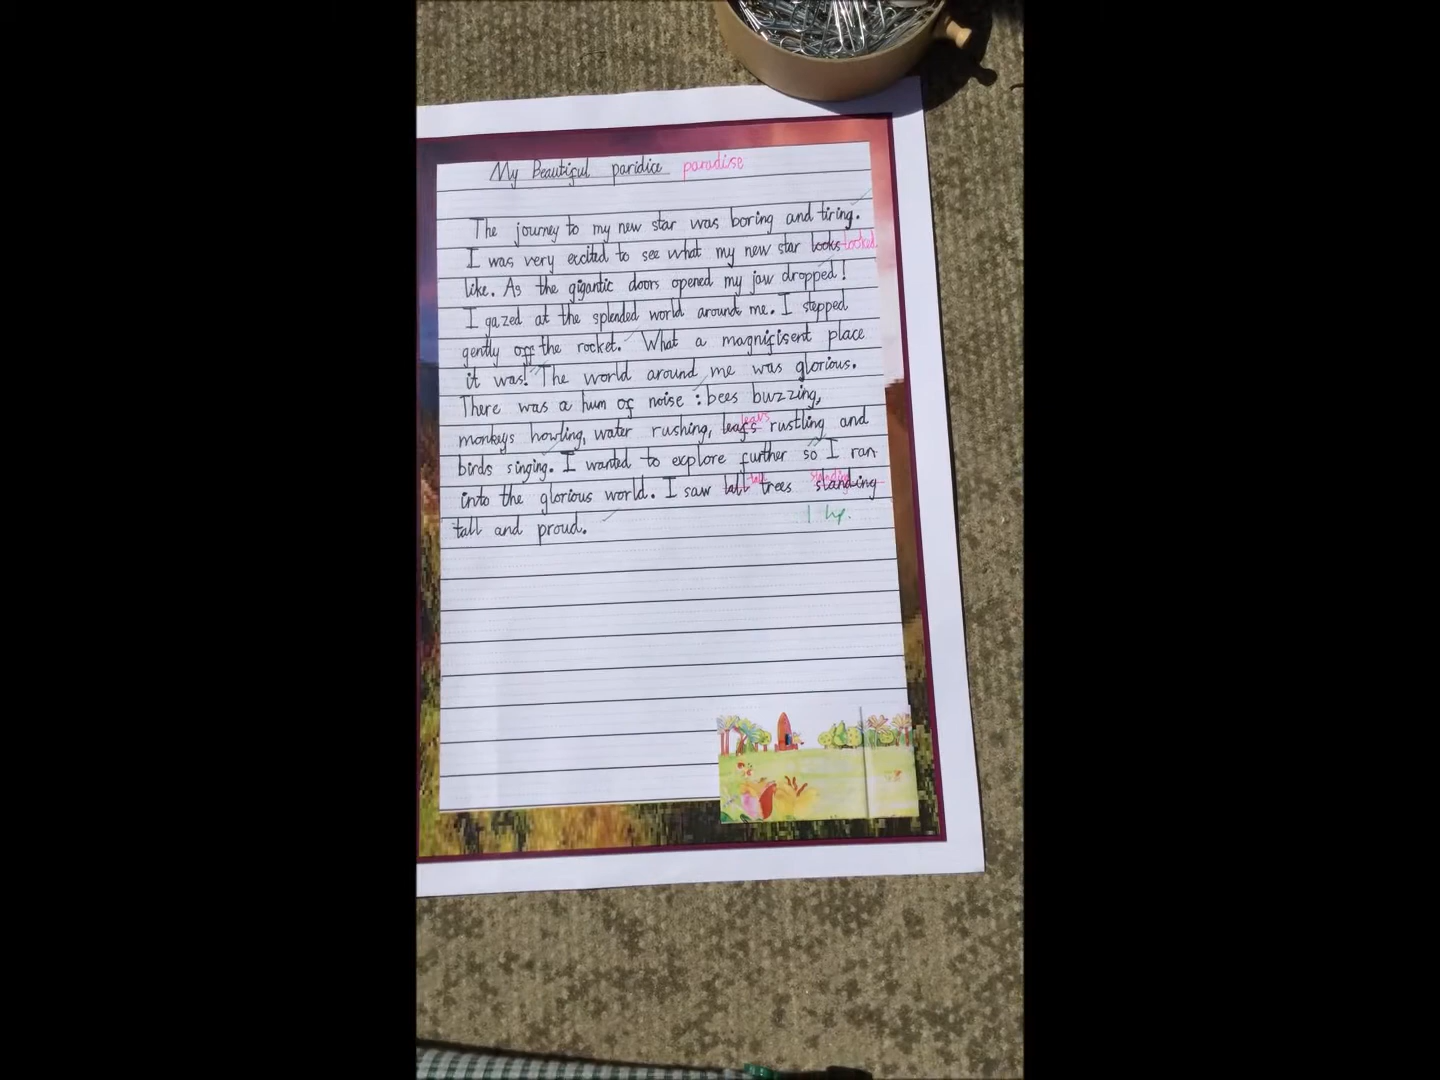 My Beautiful paridice paradise
The journey to my new star was boring and tiring.
I was very excited to see what my new star looks looked
like. As the gigantic doors opened my jaw dropped!
I gazed at the splended world around me. I stepped
gently off the rocket. What a magnifisent place
it was! The world around me was glorious.
There was a hum of noise : bees buzzing,
leavs
monkeys howling, water rushing, leafs rustling and
birds singing. I wanted to explore further so I ran
tall standing
into the glorious world. I saw tall trees standing
tall and proud.